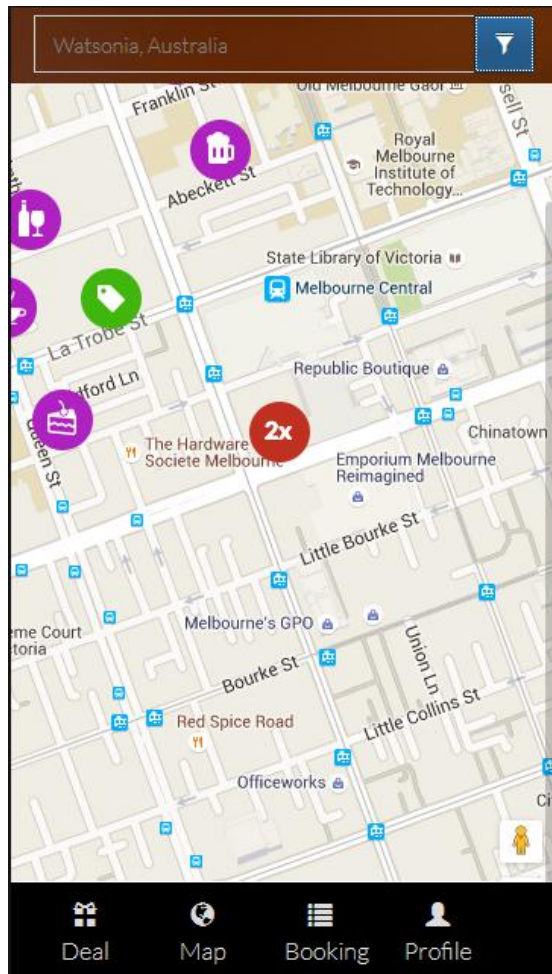 Watsonia, Australia
Franklin St
Old Melbourne Gaol
Royal
Melbourne
Institute of
Technology...
Abeckett St
State Library of Victoria
Melbourne Central
La Trobe St
Republic Boutique
2x
Chinatown
The Hardware
Societe Melbourne
Emporium Melbourne
Reimagined
Queen St
Little Bourke St
Melbourne's GPO
eme Court
toria
Union Ln
Bourke St
Little Collins St
Red Spice Road
Officeworks
Deal
Map
Booking
Profile